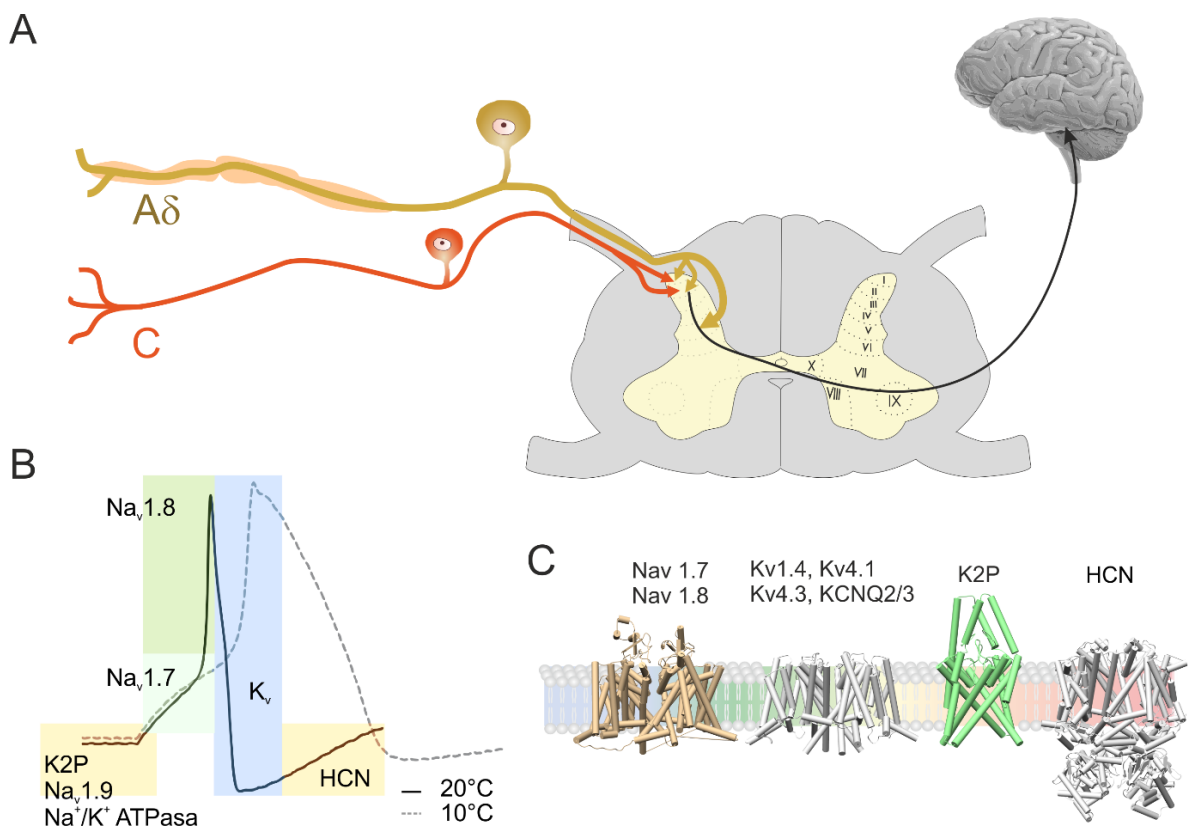 A
Aδ
C
I
II
III
IV
V
VI
X
VII
VIII
IX
B
Nav1.8
Nav1.7
Kv
K2P
Nav1.9
Na+/K+ ATPasa
HCN
20°C
10°C
C
Nav 1.7
Nav 1.8
Kv1.4, Kv4.1
Kv4.3, KCNQ2/3
K2P
HCN